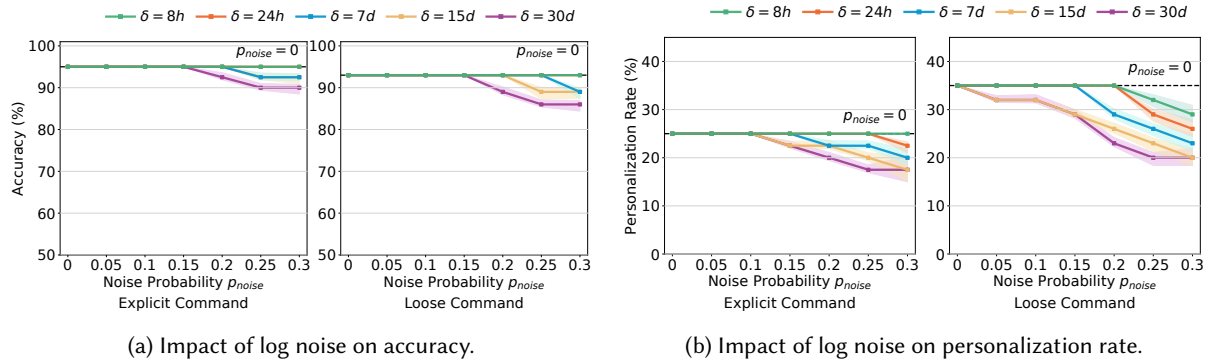 δ = 8h δ = 24h δ = 7d δ = 15d δ = 30d
100
90
80
70
60
50
Accuracy (%)
p_noise = 0
0 0.05 0.1 0.15 0.2 0.25 0.3
Noise Probability p_noise
Explicit Command
100
90
80
70
60
50
p_noise = 0
0 0.05 0.1 0.15 0.2 0.25 0.3
Noise Probability p_noise
Loose Command
(a) Impact of log noise on accuracy.
δ = 8h δ = 24h δ = 7d δ = 15d δ = 30d
40
30
20
10
0
Personalization Rate (%)
p_noise = 0
0 0.05 0.1 0.15 0.2 0.25 0.3
Noise Probability p_noise
Explicit Command
40
30
20
10
0
p_noise = 0
0 0.05 0.1 0.15 0.2 0.25 0.3
Noise Probability p_noise
Loose Command
(b) Impact of log noise on personalization rate.